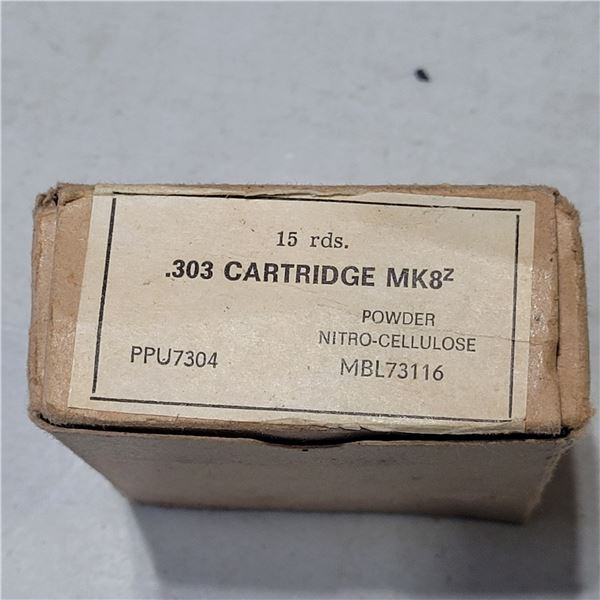 15 rds.
.303 CARTRIDGE MK8ᶻ
POWDER
NITRO-CELLULOSE
PPU7304
MBL73116